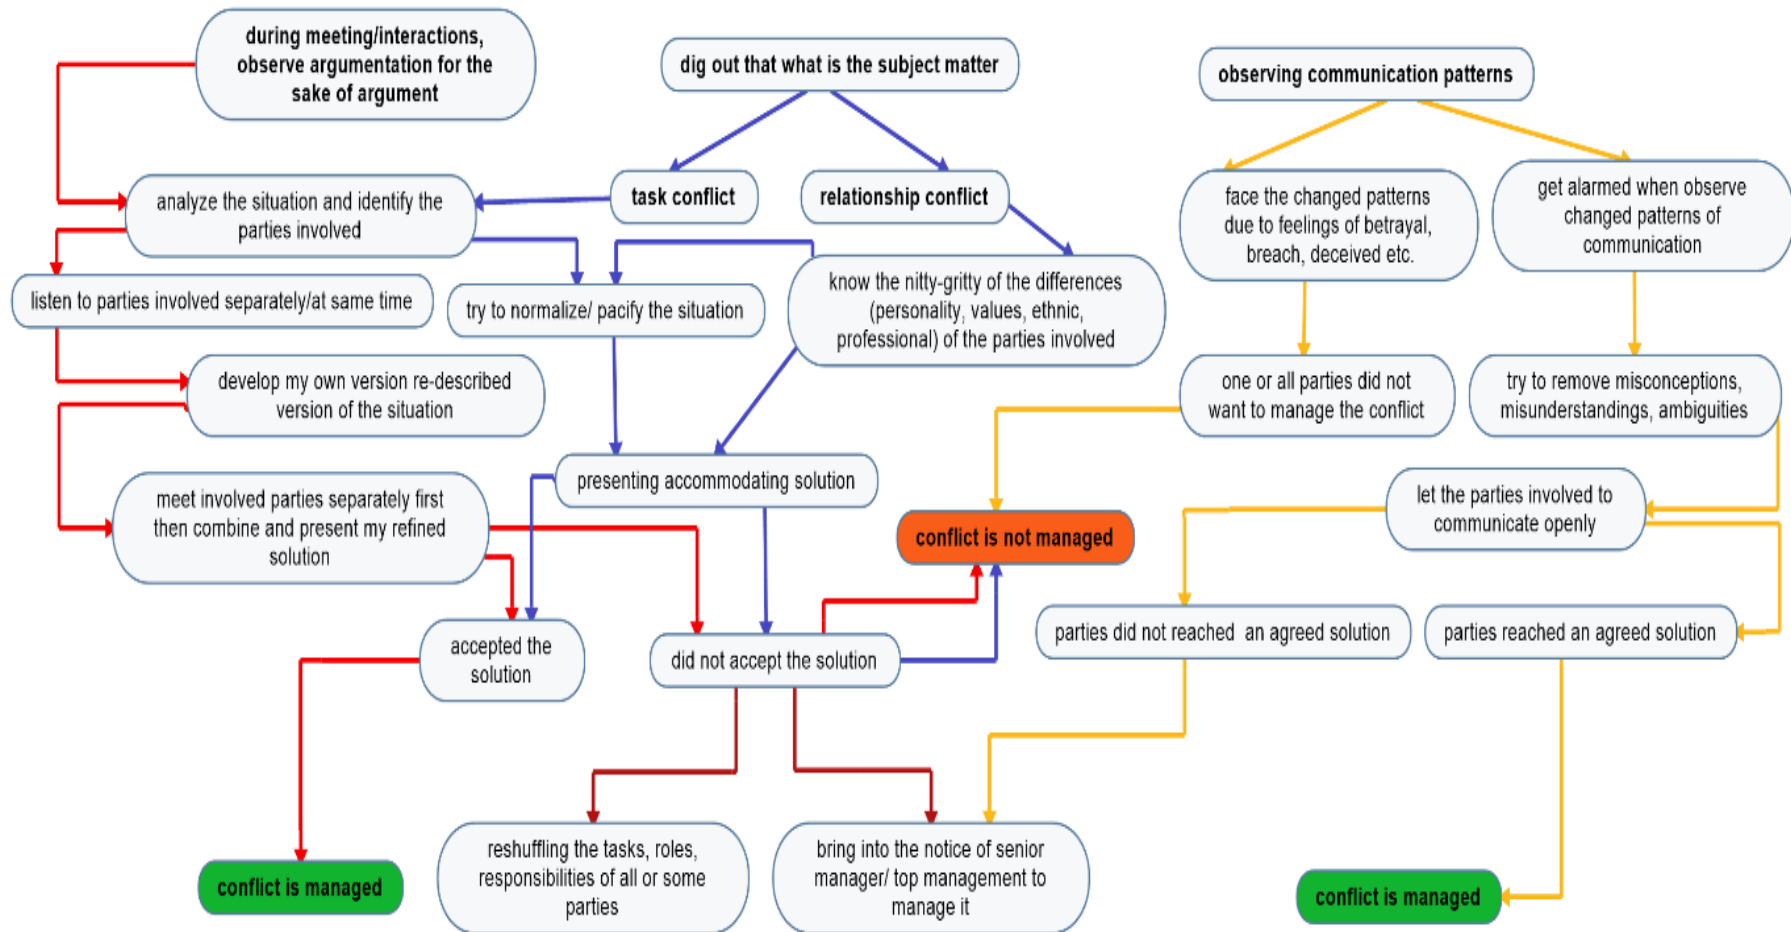 during meeting/interactions,
observe argumentation for the
sake of argument
dig out that what is the subject matter
observing communication patterns
analyze the situation and identify the
parties involved
task conflict
relationship conflict
face the changed patterns
due to feelings of betrayal,
breach, deceived etc.
get alarmed when observe
changed patterns of
communication
listen to parties involved separately/at same time
try to normalize/ pacify the situation
know the nitty-gritty of the differences
(personality, values, ethnic,
professional) of the parties involved
develop my own version re-described
version of the situation
one or all parties did not
want to manage the conflict
try to remove misconceptions,
misunderstandings, ambiguities
presenting accommodating solution
meet involved parties separately first
then combine and present my refined
solution
conflict is not managed
let the parties involved to
communicate openly
accepted the
solution
did not accept the solution
parties did not reached an agreed solution
parties reached an agreed solution
conflict is managed
reshuffling the tasks, roles,
responsibilities of all or some
parties
bring into the notice of senior
manager/ top management to
manage it
conflict is managed